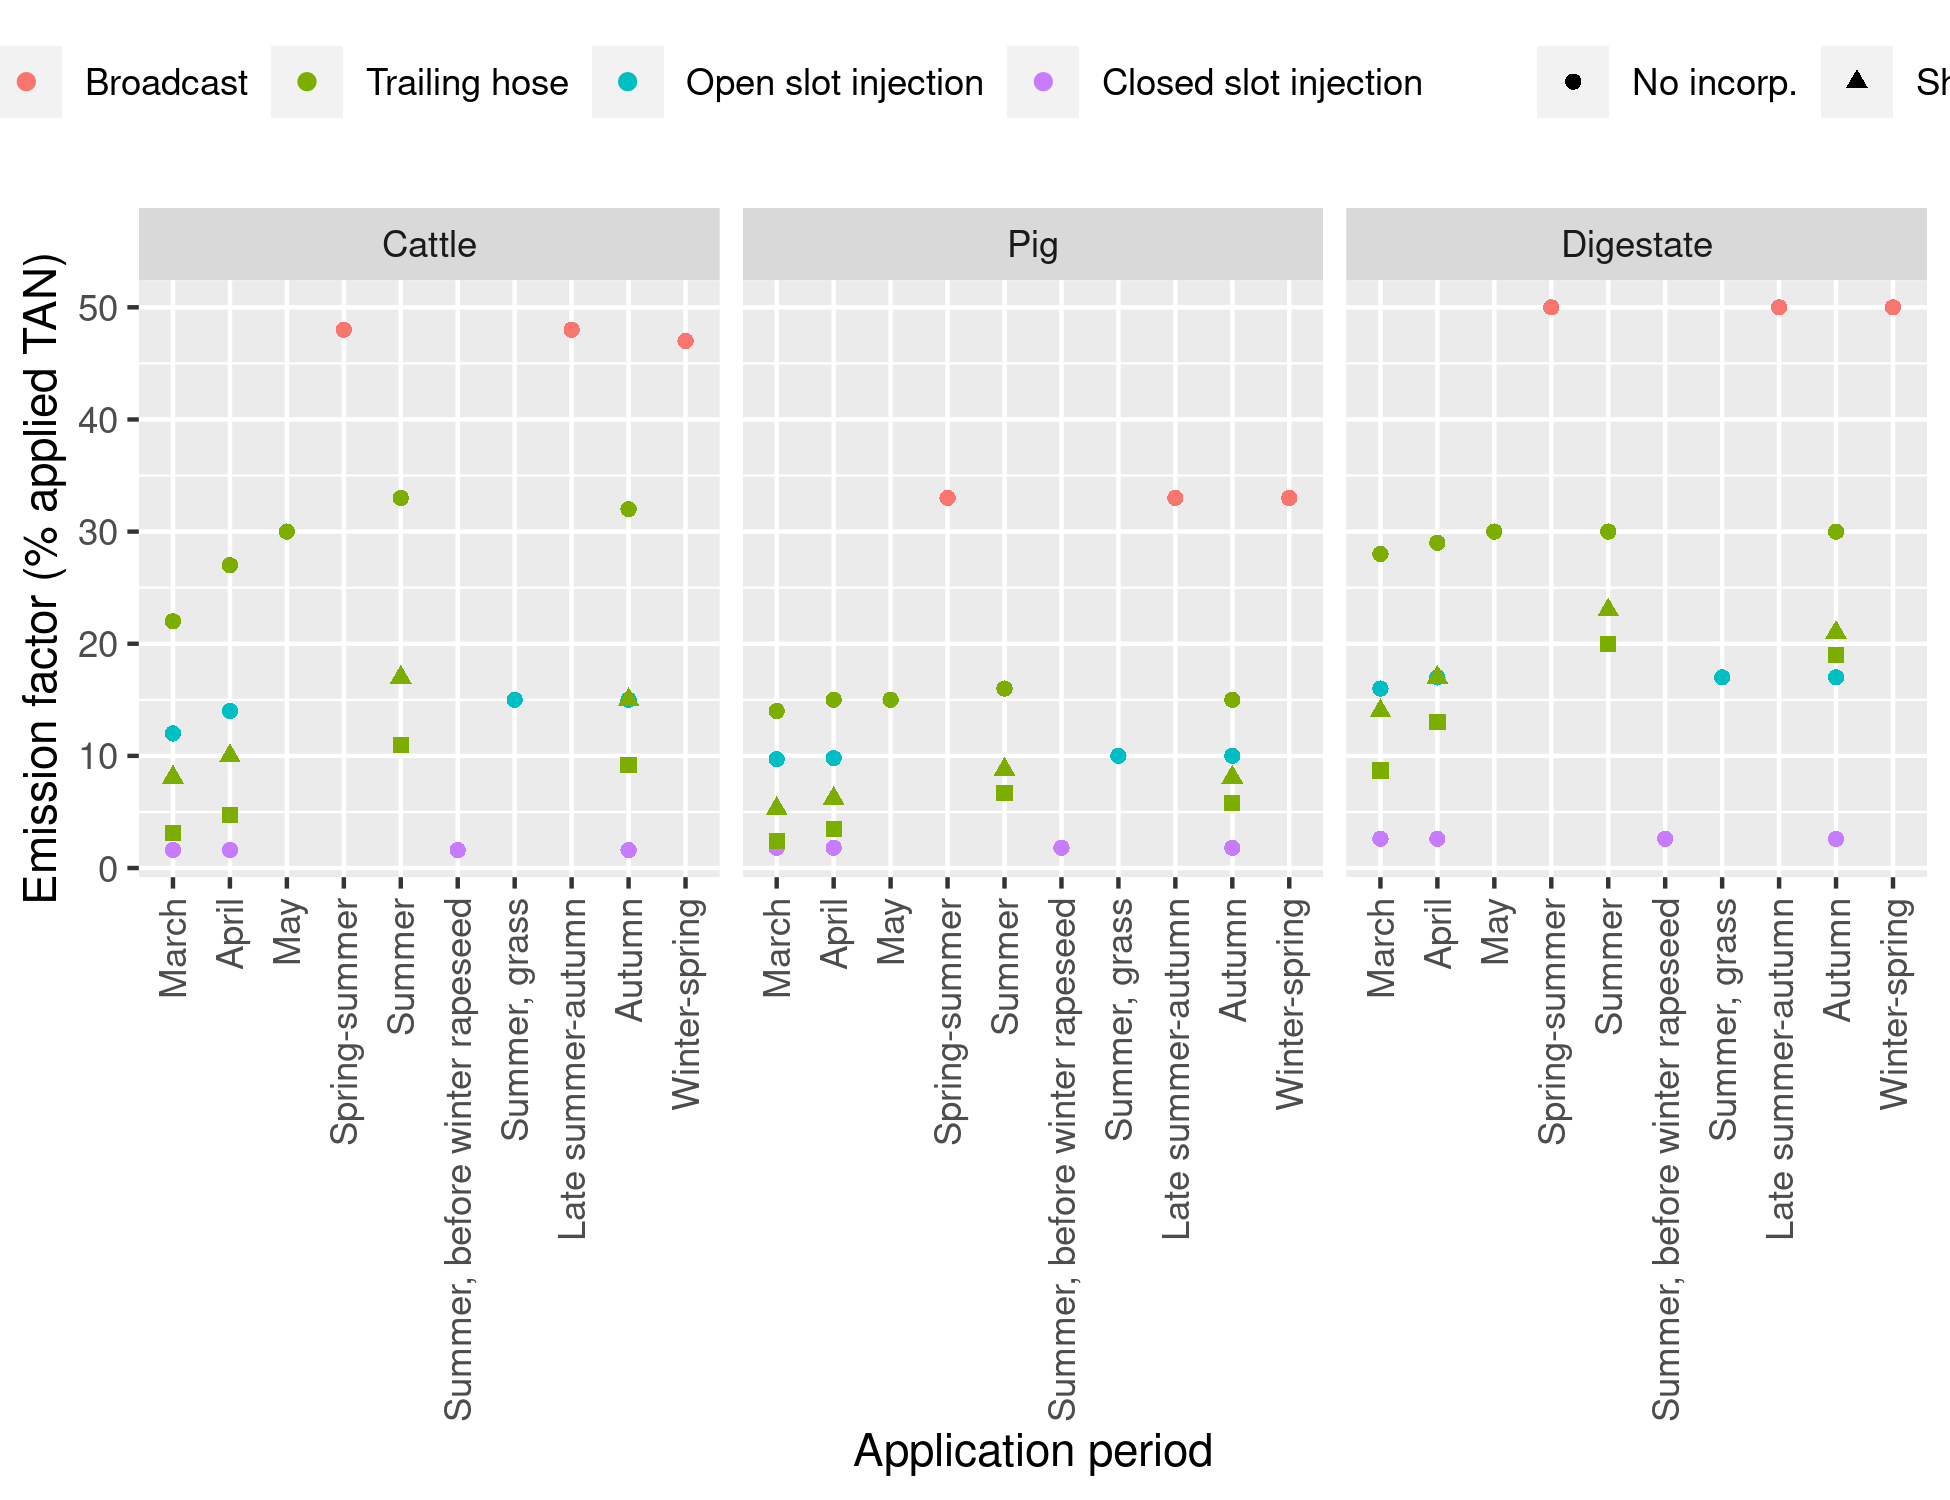 Broadcast Trailing hose Open slot injection Closed slot injection No incorp.
Cattle Pig Digestate
Emission factor (% applied TAN)
50
40
30
20
10
0
March April May Spring-summer Summer Summer, before winter rapeseed Summer, grass Late summer-autumn Autumn Winter-spring
March April May Spring-summer Summer Summer, before winter rapeseed Summer, grass Late summer-autumn Autumn Winter-spring
March April May Spring-summer Summer Summer, before winter rapeseed Summer, grass Late summer-autumn Autumn Winter-spring
Application period